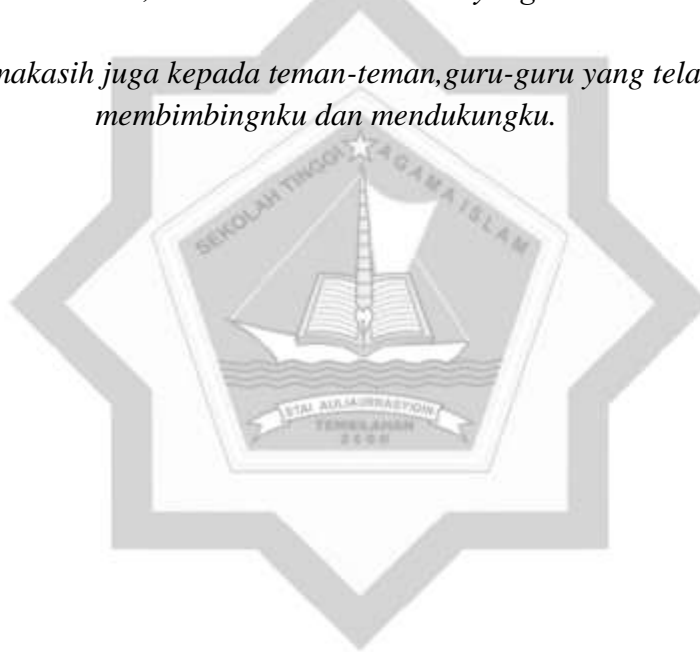 makasih juga kepada teman-teman,guru-guru yang tela
membimbingnku dan mendukungku.
SEKOLAH TINGGI AGAMA ISLAM
STAI AULIAURRASYIDIN
TEMBILAHAN